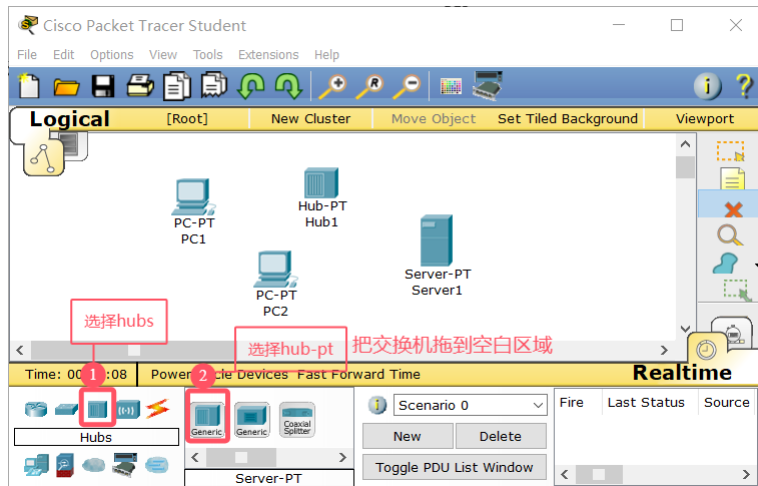 Cisco Packet Tracer Student
File Edit Options View Tools Extensions Help
Logical [Root] New Cluster Move Object Set Tiled Background Viewport
PC-PT
PC1
Hub-PT
Hub1
PC-PT
PC2
Server-PT
Server1
选择hubs
选择hub-pt
把交换机拖到空白区域
Time: 00 :08 Power Cycle Devices Fast Forward Time Realtime
1
2
Hubs
Generic Generic Coaxial Splitter
Server-PT
Scenario 0
New Delete
Toggle PDU List Window
Fire Last Status Source